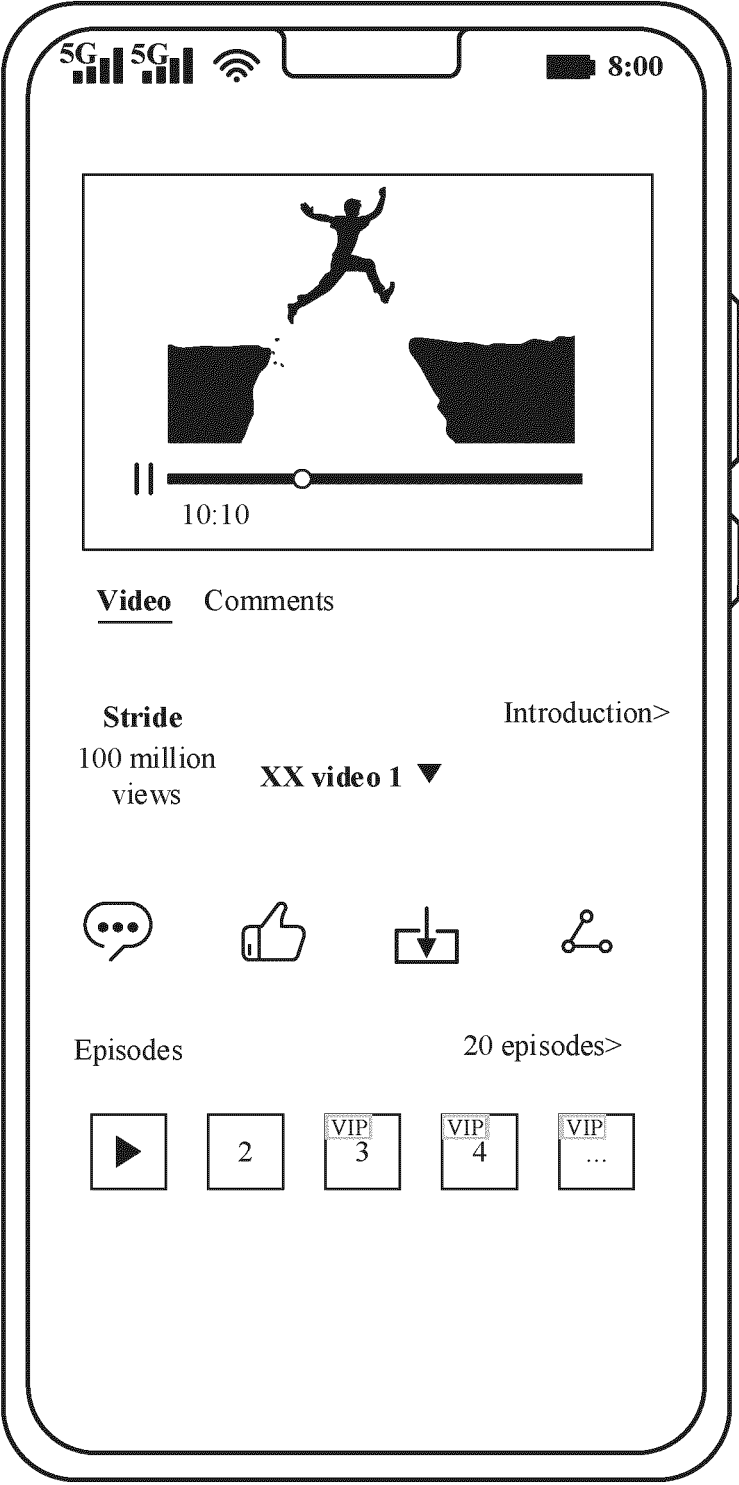 5G 5G 8:00
10:10
Video Comments
Stride Introduction>
100 million
views
XX video 1
Episodes 20 episodes>
2 VIP 3 VIP 4 VIP ...